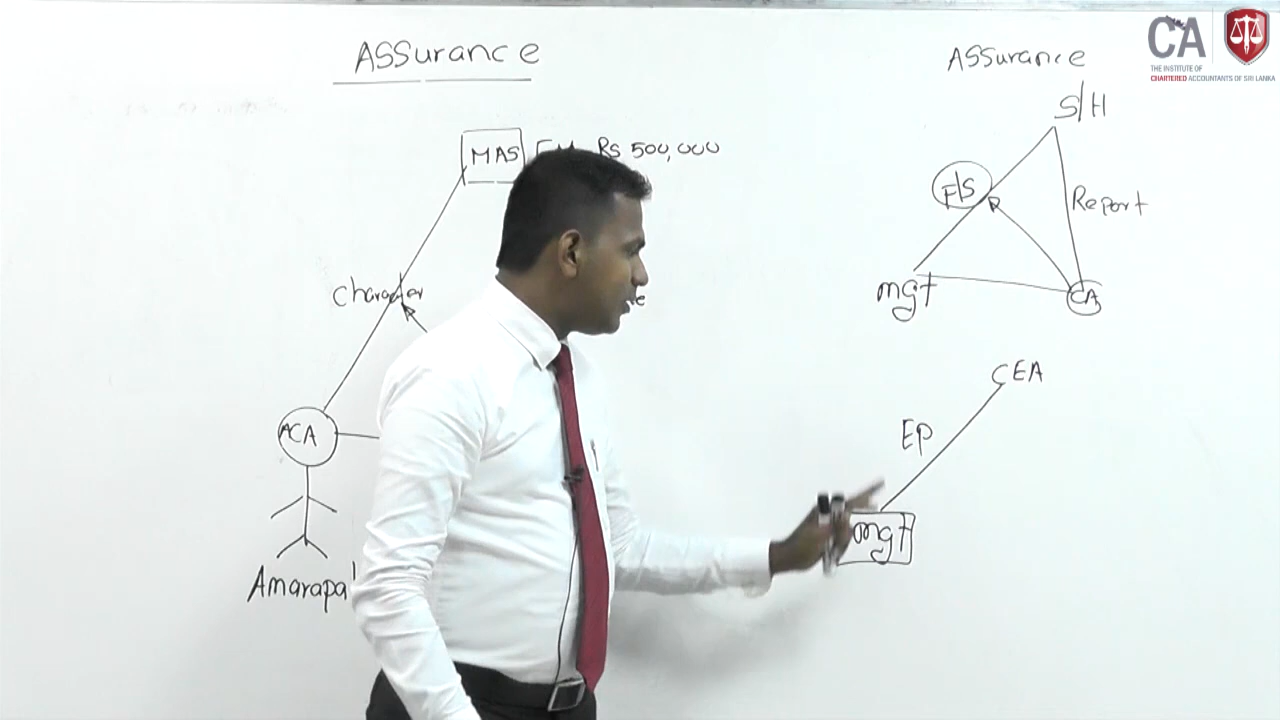 Assurance
MAS
Rs 500,000
Character
ACA
Amarapal
Assurance
S/H
F/S
Report
mgt
CA
CEA
EP
mgt
CA
THE INSTITUTE OF
CHARTERED ACCOUNTANTS OF SRI LANKA